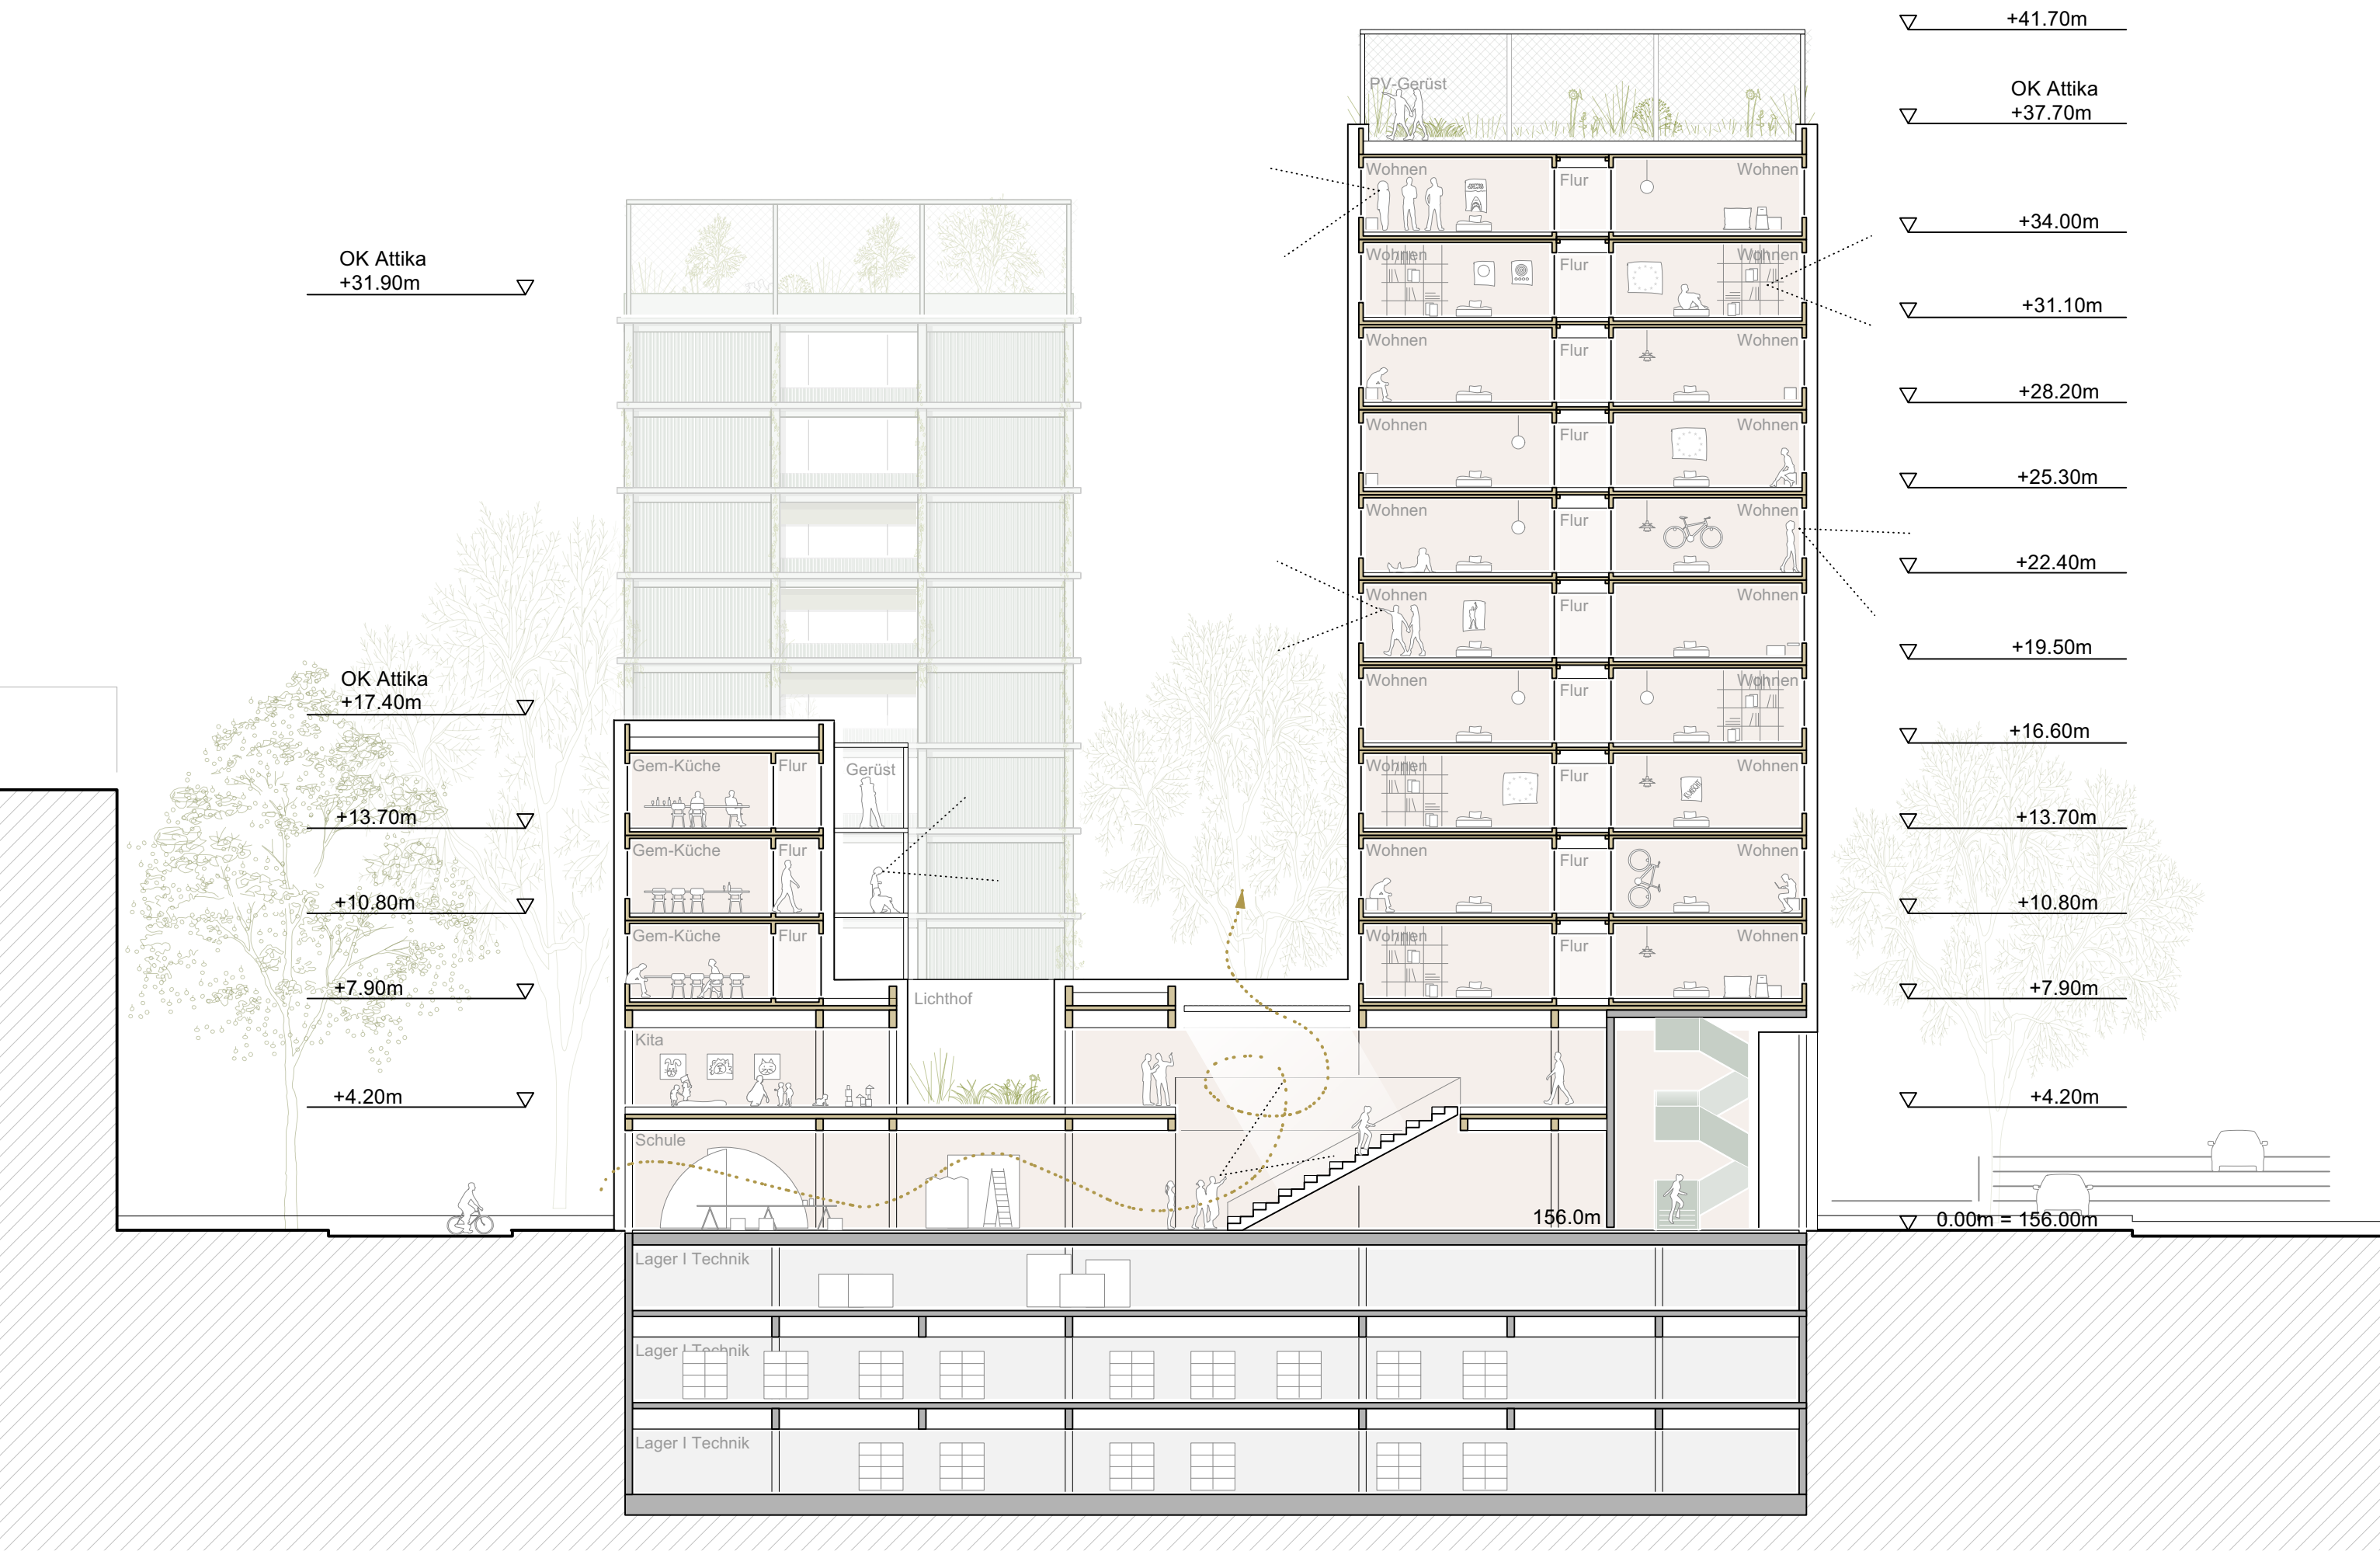 +41.70m
PV-Gerüst
OK Attika
+37.70m
Wohnen
Flur
Wohnen
+34.00m
OK Attika
+31.90m
Wohnen
Flur
Wohnen
+31.10m
Wohnen
Flur
Wohnen
+28.20m
Wohnen
Flur
Wohnen
+25.30m
Wohnen
Flur
Wohnen
+22.40m
Wohnen
Flur
Wohnen
+19.50m
OK Attika
+17.40m
Wohnen
Flur
Wohnen
+16.60m
Gem-Küche
Flur
Gerüst
Wohnen
Flur
Wohnen
+13.70m
+13.70m
Gem-Küche
Flur
Wohnen
Flur
Wohnen
+10.80m
+10.80m
Gem-Küche
Flur
Wohnen
Flur
Wohnen
+7.90m
Lichthof
+7.90m
Kita
+4.20m
+4.20m
Schule
156.0m
0.00m = 156.00m
Lager I Technik
Lager I Technik
Lager I Technik